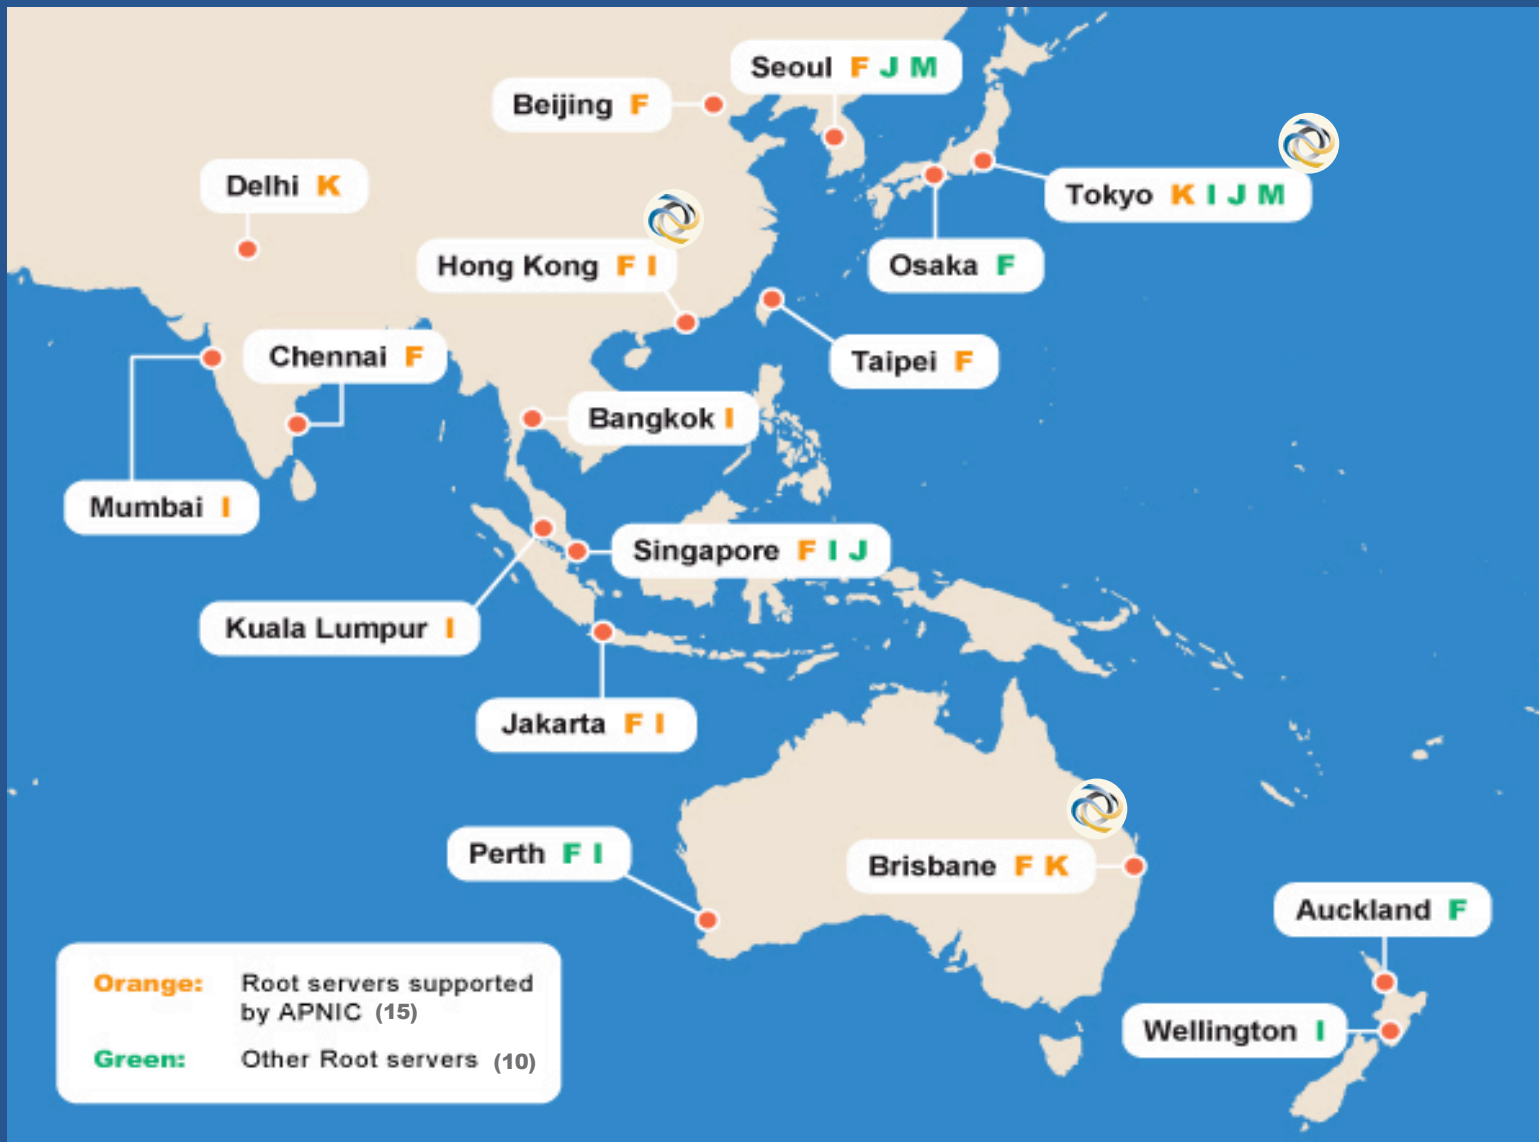 Seoul F J M
Beijing F
Delhi K
Tokyo K I J M
Hong Kong F I
Osaka F
Chennai F
Taipei F
Bangkok I
Mumbai I
Singapore F I J
Kuala Lumpur I
Jakarta F I
Perth F I
Brisbane F K
Auckland F
Wellington I
Orange: Root servers supported
by APNIC (15)
Green: Other Root servers (10)